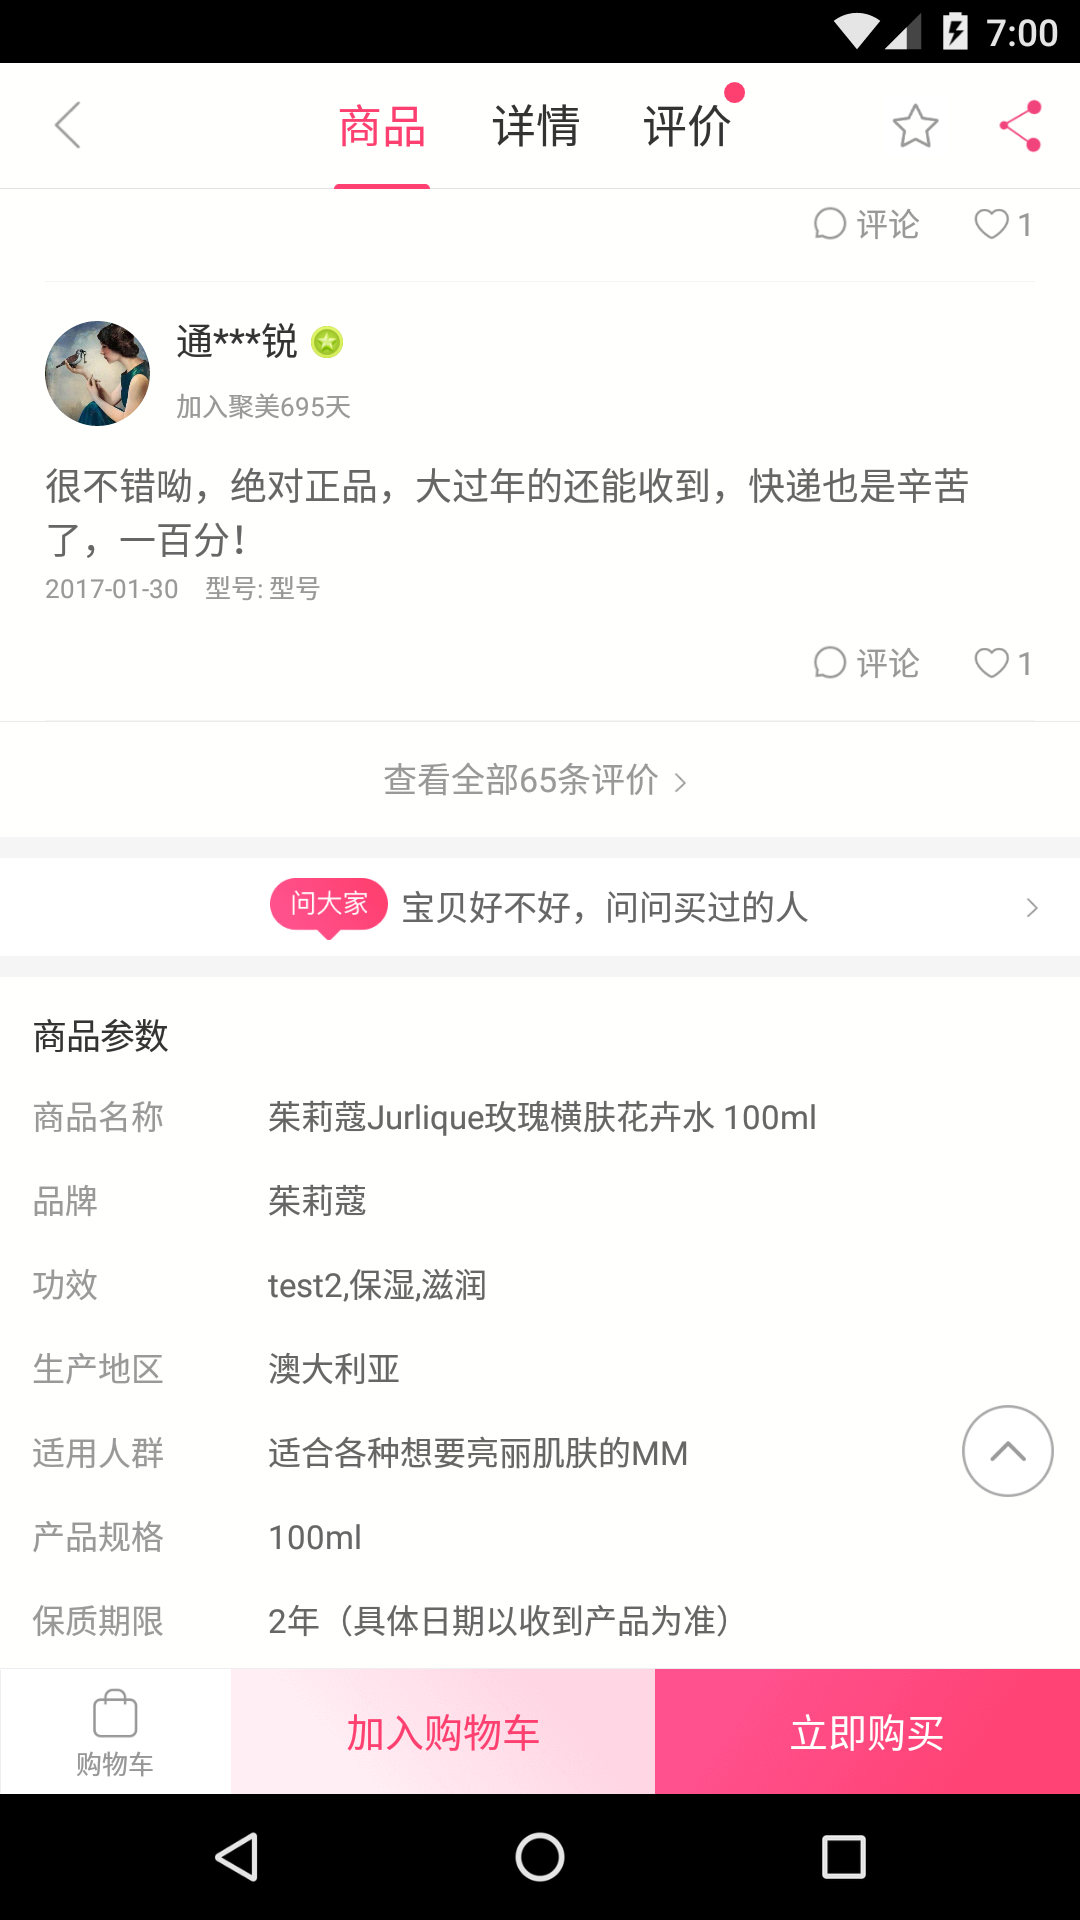 7:00
商品 详情 评价
评论 1
通***锐
加入聚美695天
很不错呦，绝对正品，大过年的还能收到，快递也是辛苦
了，一百分！
2017-01-30 型号: 型号
评论 1
查看全部65条评价
问大家 宝贝好不好，问问买过的人
商品参数
商品名称 茱莉蔻Jurlique玫瑰横肤花卉水 100ml
品牌 茱莉蔻
功效 test2,保湿,滋润
生产地区 澳大利亚
适用人群 适合各种想要亮丽肌肤的MM
产品规格 100ml
保质期限 2年（具体日期以收到产品为准）
购物车 加入购物车 立即购买